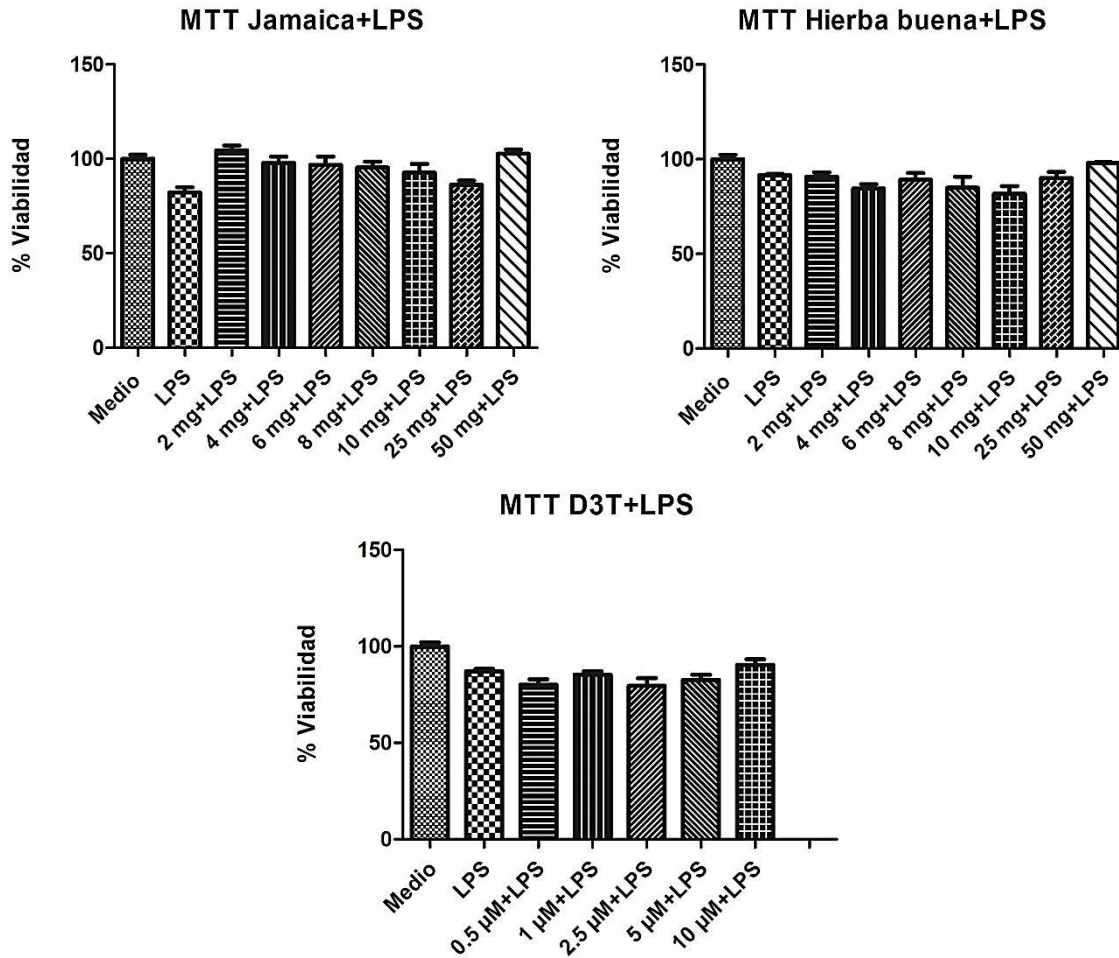 MTT Jamaica+LPS
% Viabilidad
150
100
50
0
Medio
LPS
2 mg+LPS
4 mg+LPS
6 mg+LPS
8 mg+LPS
10 mg+LPS
25 mg+LPS
50 mg+LPS
MTT Hierba buena+LPS
% Viabilidad
150
100
50
0
Medio
LPS
2 mg+LPS
4 mg+LPS
6 mg+LPS
8 mg+LPS
10 mg+LPS
25 mg+LPS
50 mg+LPS
MTT D3T+LPS
% Viabilidad
150
100
50
0
Medio
LPS
0.5 µM+LPS
1 µM+LPS
2.5 µM+LPS
5 µM+LPS
10 µM+LPS